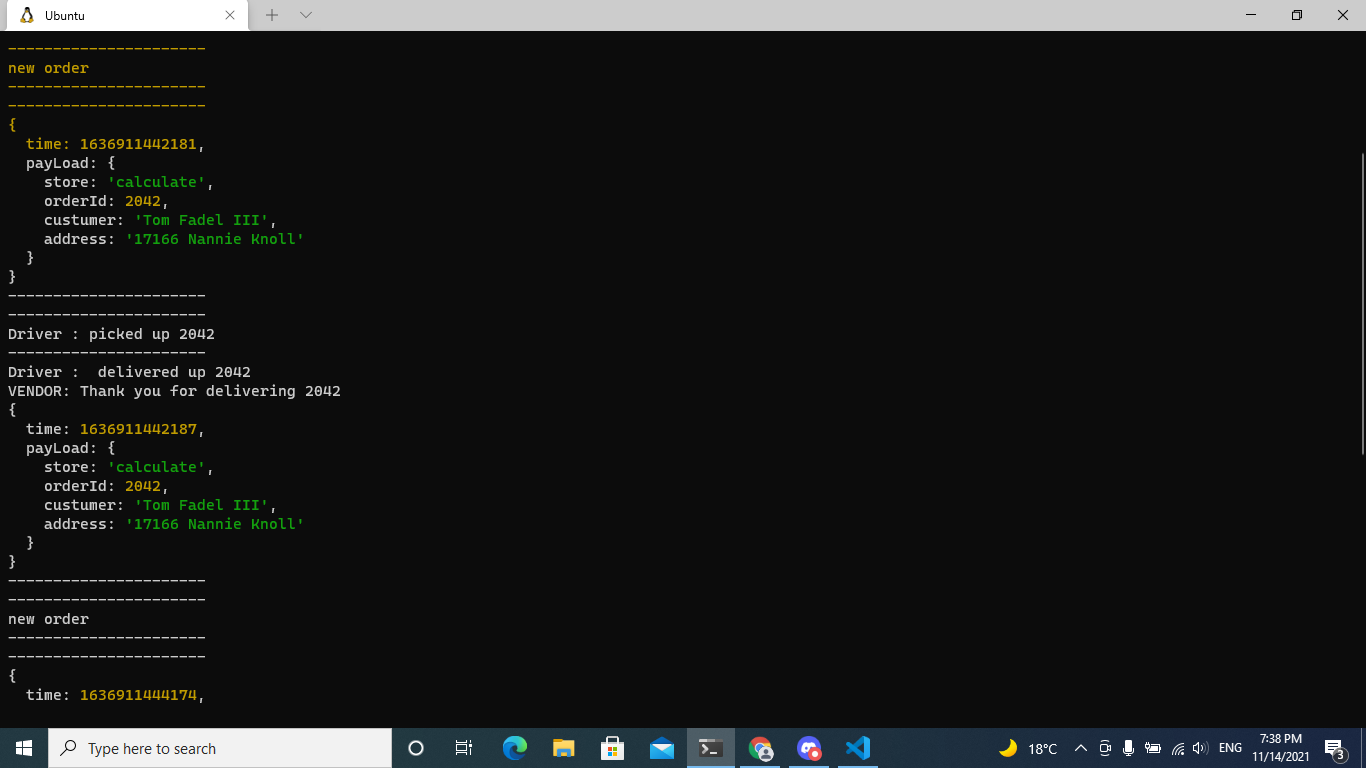 Ubuntu
----------------------
new order
----------------------
----------------------
{
  time: 1636911442181,
  payLoad: {
    store: 'calculate',
    orderId: 2042,
    custumer: 'Tom Fadel III',
    address: '17166 Nannie Knoll'
  }
}
----------------------
----------------------
Driver : picked up 2042
----------------------
Driver :  delivered up 2042
VENDOR: Thank you for delivering 2042
{
  time: 1636911442187,
  payLoad: {
    store: 'calculate',
    orderId: 2042,
    custumer: 'Tom Fadel III',
    address: '17166 Nannie Knoll'
  }
}
----------------------
----------------------
new order
----------------------
----------------------
{
  time: 1636911444174,
Type here to search
18°C
ENG
7:38 PM
11/14/2021
3